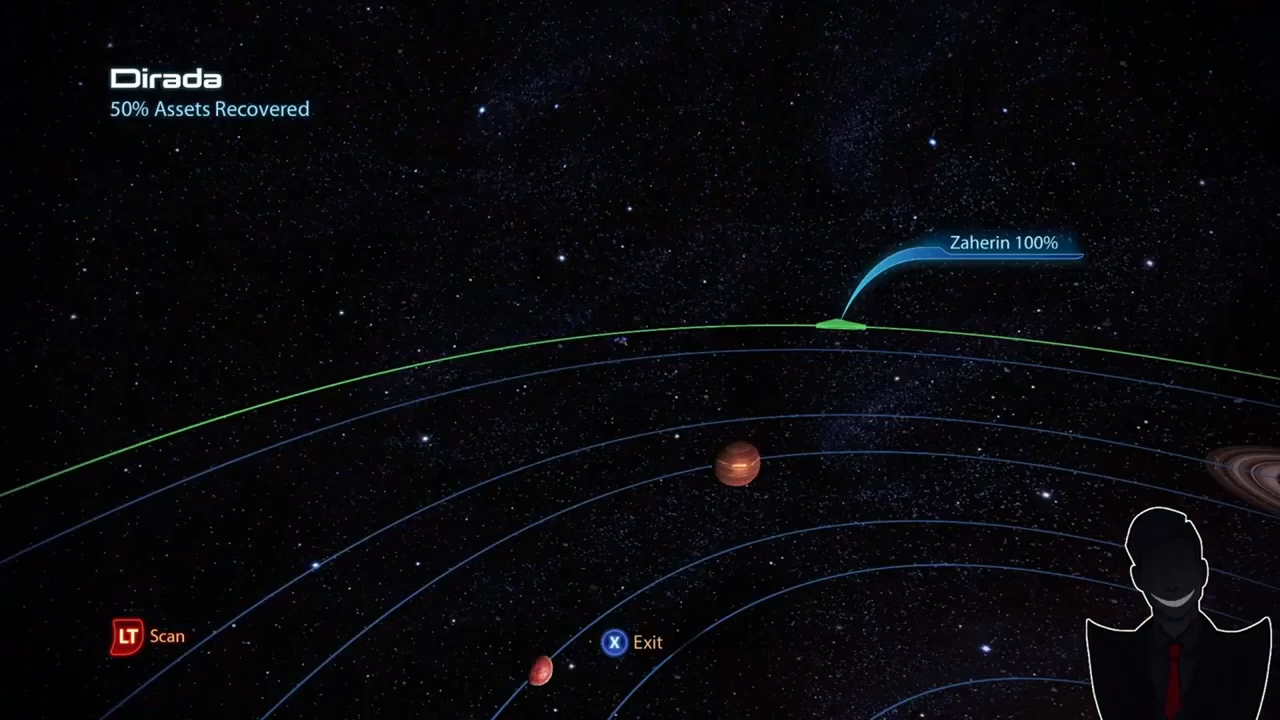 Dirada
50% Assets Recovered
Zaherin 100%
LT Scan
X Exit